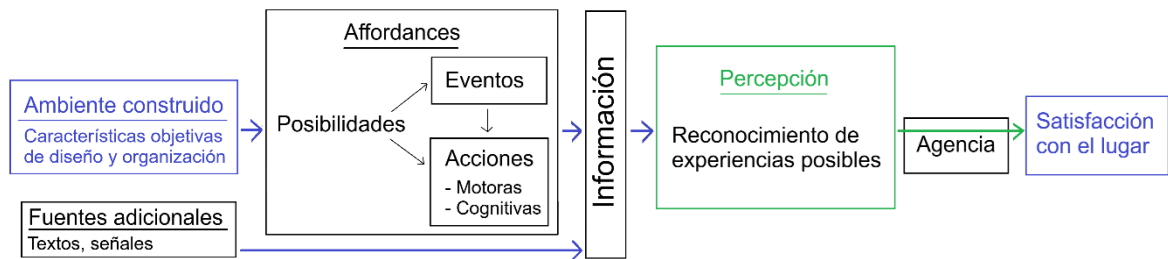 Ambiente construido
Características objetivas
de diseño y organización
Fuentes adicionales
Textos, señales
Affordances
Posibilidades
Eventos
Acciones
- Motoras
- Cognitivas
Información
Percepción
Reconocimiento de
experiencias posibles
Agencia
Satisfacción
con el lugar